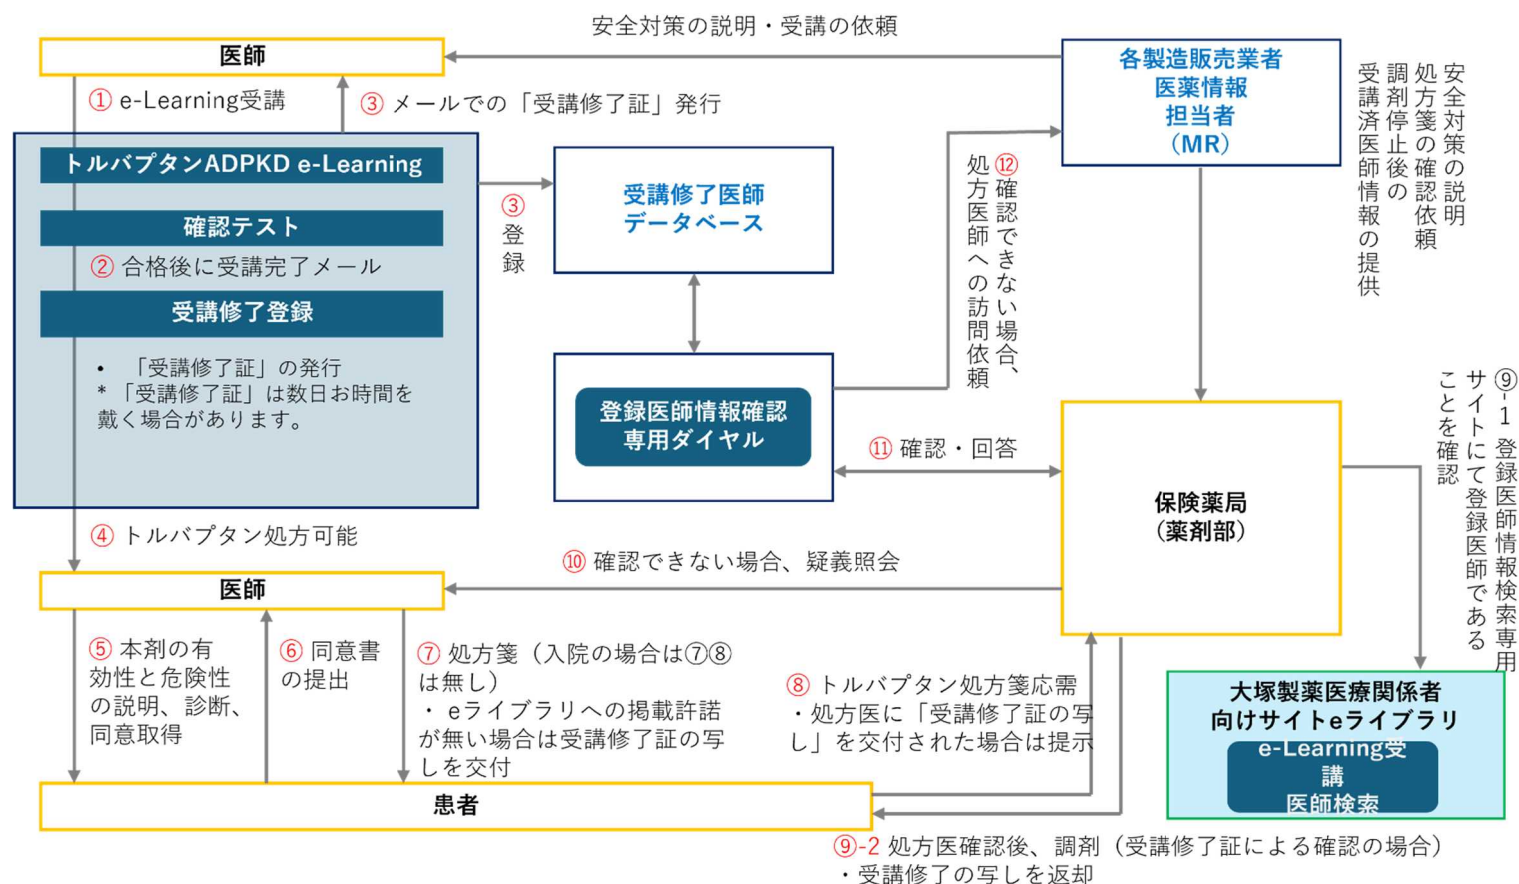 安全対策の説明・受講の依頼
医師
① e-Learning受講
③ メールでの「受講修了証」発行
各製造販売業者
医薬情報
担当者
（MR）
安全対策の説明
処方箋の確認依頼
調剤停止後の
受講済医師情報の提供
トルバプタンADPKD e-Learning
確認テスト
② 合格後に受講完了メール
受講修了登録
• 「受講修了証」の発行
* 「受講修了証」は数日お時間を
戴く場合があります。
③登録
受講修了医師
データベース
⑫確認できない場合、
処方医師への訪問依頼
登録医師情報確認
専用ダイヤル
⑪ 確認・回答
保険薬局
（薬剤部）
⑨-1 登録医師情報検索専用
サイトにて登録医師である
ことを確認
④ トルバプタン処方可能
⑩ 確認できない場合、疑義照会
医師
⑤ 本剤の有
効性と危険性
の説明、診断、
同意取得
⑥ 同意書
の提出
⑦ 処方箋（入院の場合は⑦⑧
は無し）
・ eライブラリへの掲載許諾
が無い場合は受講修了証の写
しを交付
⑧ トルバプタン処方箋応需
・処方医に「受講修了証の写
し」を交付された場合は提示
大塚製薬医療関係者
向けサイトeライブラリ
e-Learning受
講
医師検索
患者
⑨-2 処方医確認後、調剤（受講修了証による確認の場合）
・受講修了の写しを返却